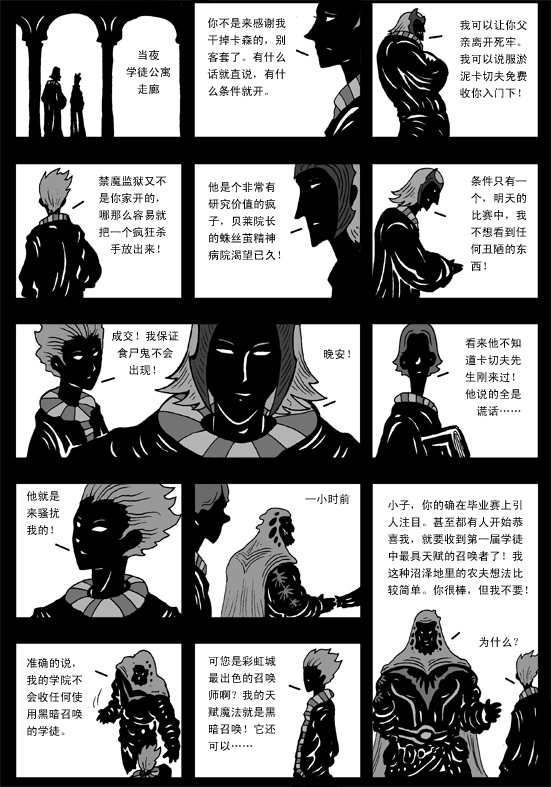 当夜
学徒公寓
走廊
你不是来感谢我
干掉卡森的，别
客套了。有什么
话就直说，有什
么条件就开。
我可以让你父
亲离开死牢。
我可以说服淤
泥卡切夫免费
收你入门下！
禁魔监狱又不
是你家开的，
哪那么容易就
把一个疯狂杀
手放出来！
他是个非常有
研究价值的疯
子，贝莱院长
的蛛丝茧精神
病院渴望已久！
条件只有一
个，明天的
比赛中，我
不想看到任
何丑陋的东
西！
成交！我保证
食尸鬼不会
出现！
晚安！
看来他不知
道卡切夫先
生刚来过！
他说的全是
谎话……
他就是
来骚扰
我的！
一小时前
小子，你的确在毕业赛上引
人注目。甚至都有人开始恭
喜我，就要收到第一届学徒
中最具天赋的召唤者了！我
这种沼泽地里的农夫想法比
较简单。你很棒，但我不要！
为什么？
准确的说，
我的学院不
会收任何使
用黑暗召唤
的学徒。
可您是彩虹城
最出色的召唤
师啊？我的天
赋魔法就是黑
暗召唤！它还
可以……